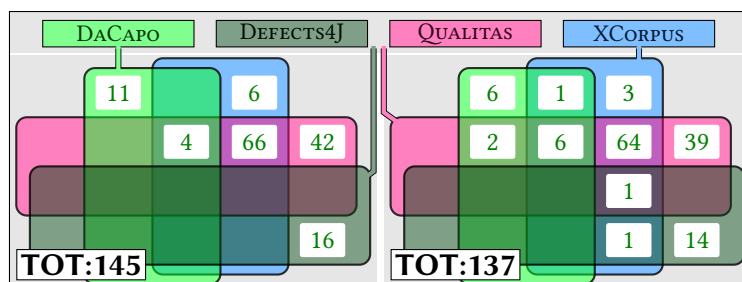 DACAPO DEFECTS4J QUALITAS XCORPUS
11 6 6 1 3
4 66 42 2 6 64 39
1
16 1 14
TOT:145 TOT:137